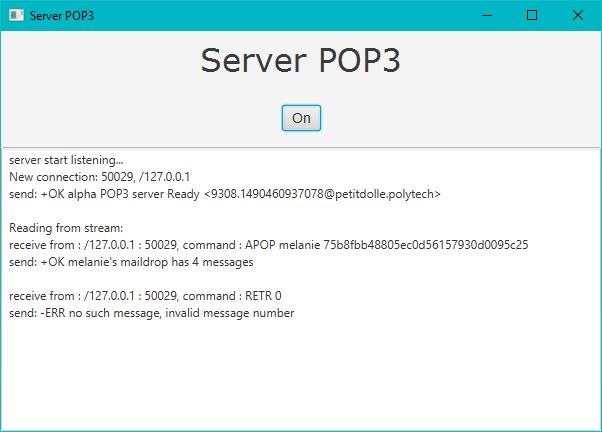 Server POP3
Server POP3
On
server start listening...
New connection: 50029, /127.0.0.1
send: +OK alpha POP3 server Ready <9308.1490460937078@petitdolle.polytech>
Reading from stream:
receive from : /127.0.0.1 : 50029, command : APOP melanie 75b8fbb48805ec0d56157930d0095c25
send: +OK melanie's maildrop has 4 messages
receive from : /127.0.0.1 : 50029, command : RETR 0
send: -ERR no such message, invalid message number